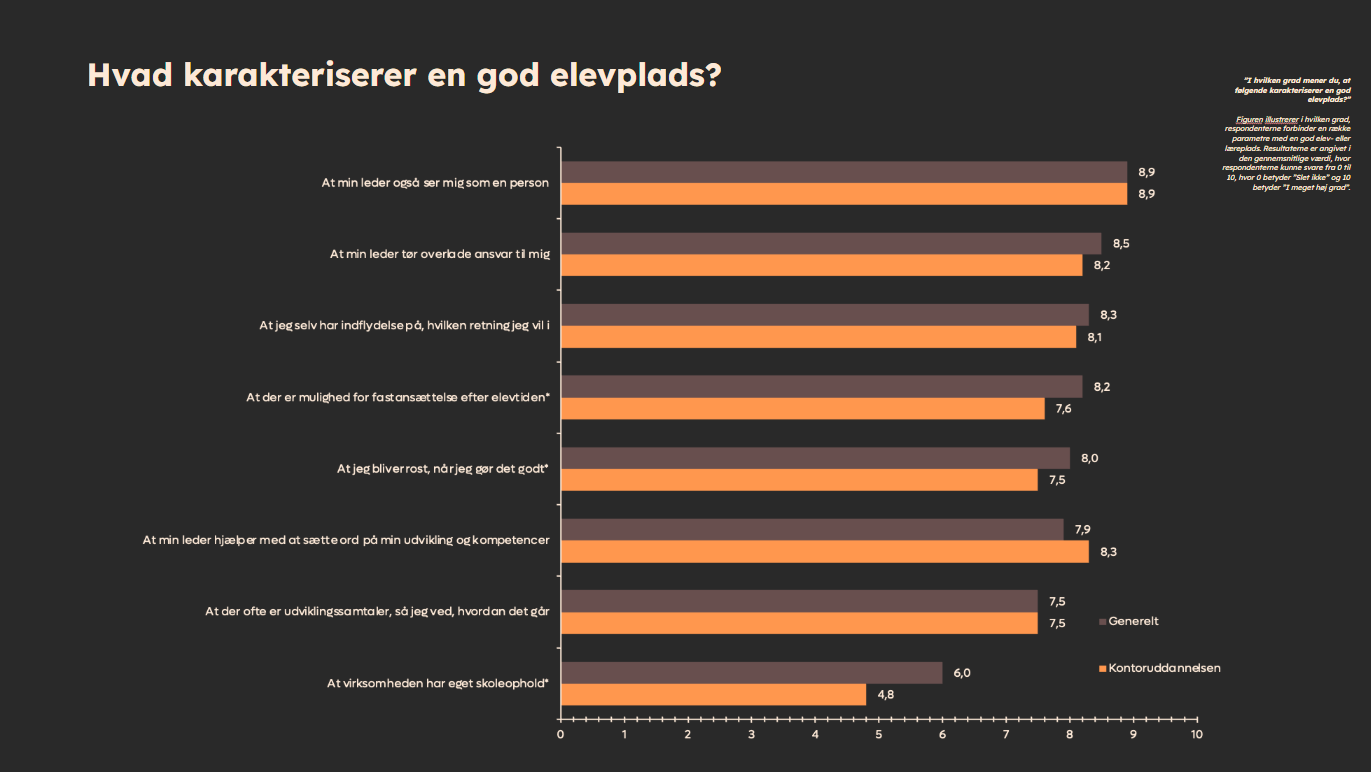 Hvad karakteriserer en god elevplads?
"I hvilken grad mener du, at
følgende karakteriserer en god
elevplads?"
Figuren illustrerer i hvilken grad,
respondenterne forbinder en række
parametre med en god elev- eller
læreplads. Resultaterne er angivet i
den gennemsnitlige værdi, hvor
respondenterne kunne svare fra 0 til
10, hvor 0 betyder "Slet ikke" og 10
betyder "I meget høj grad".
At min leder også ser mig som en person
8,9
8,9
At min leder tør overlade ansvar til mig
8,5
8,2
At jeg selv har indflydelse på, hvilken retning jeg vil i
8,3
8,1
At der er mulighed for fastansættelse efter elevtiden*
8,2
7,6
At jeg bliver rost, når jeg gør det godt*
8,0
7,5
At min leder hjælper med at sætte ord på min udvikling og kompetencer
7,9
8,3
At der ofte er udviklingssamtaler, så jeg ved, hvordan det går
7,5
7,5
At virksomheden har eget skoleophold*
6,0
4,8
Generelt
Kontoruddannelsen
0 1 2 3 4 5 6 7 8 9 10